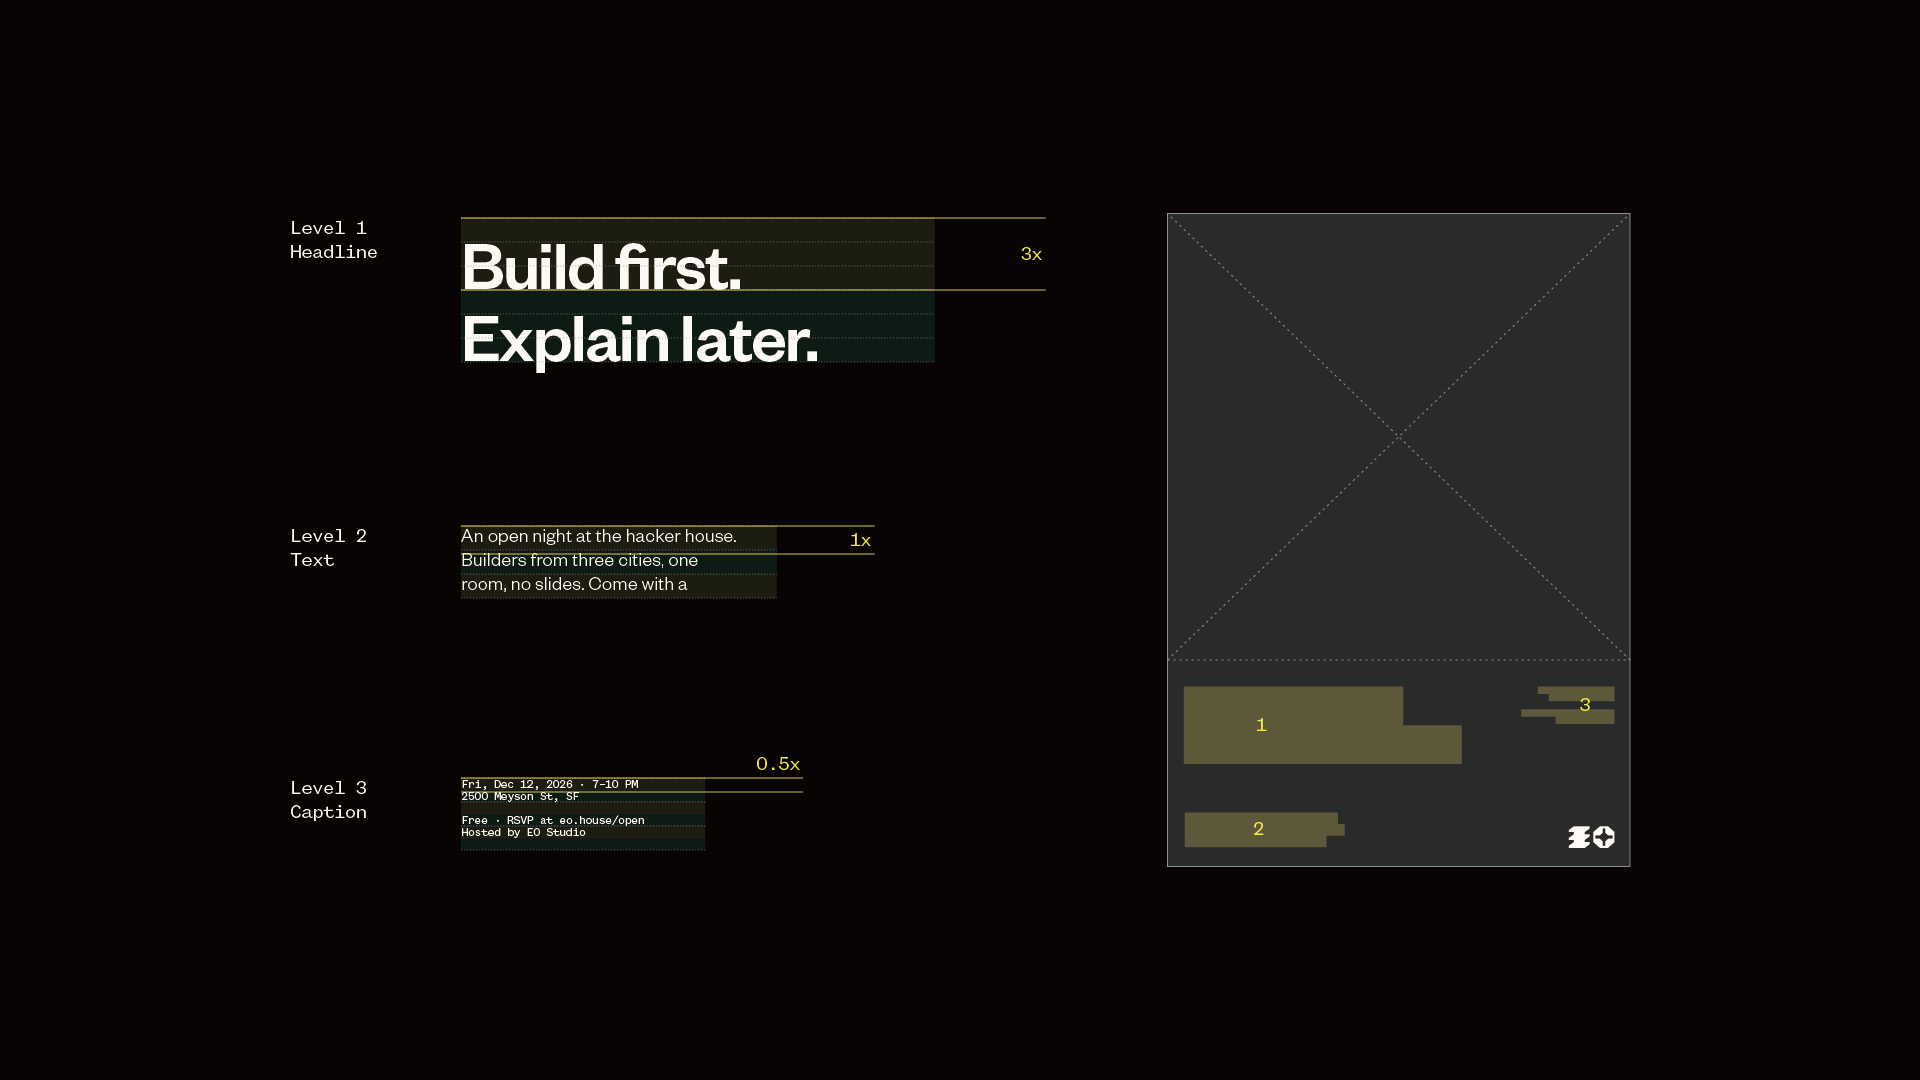 Level 1
Headline
Build first.
Explain later.
3x
Level 2
Text
An open night at the hacker house.
Builders from three cities, one
room, no slides. Come with a
1x
Level 3
Caption
0.5x
Fri, Dec 12, 2026 · 7–10 PM
2500 Meyson St, SF
Free · RSVP at eo.house/open
Hosted by EO Studio
1
3
2
EO